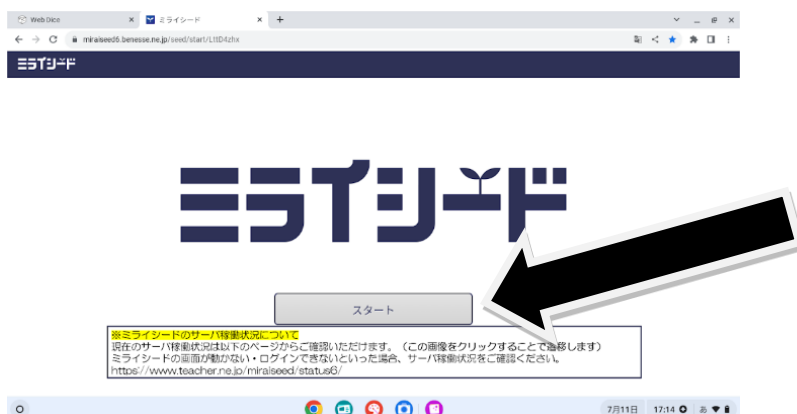 Web Dice
ミライシード
miraiseed6.benesse.ne.jp/seed/start/LtID4zhx
ミライシード
ミライシード
スタート
※ミライシードのサーバ稼働状況について
現在のサーバ稼働状況は以下のページからご確認いただけます。（この画像をクリックすることで遷移します）
ミライシードの画面が動かない・ログインできないといった場合、サーバ稼働状況をご確認ください。
https://www.teacher.ne.jp/miraiseed/status6/
7月11日 17:14 あ